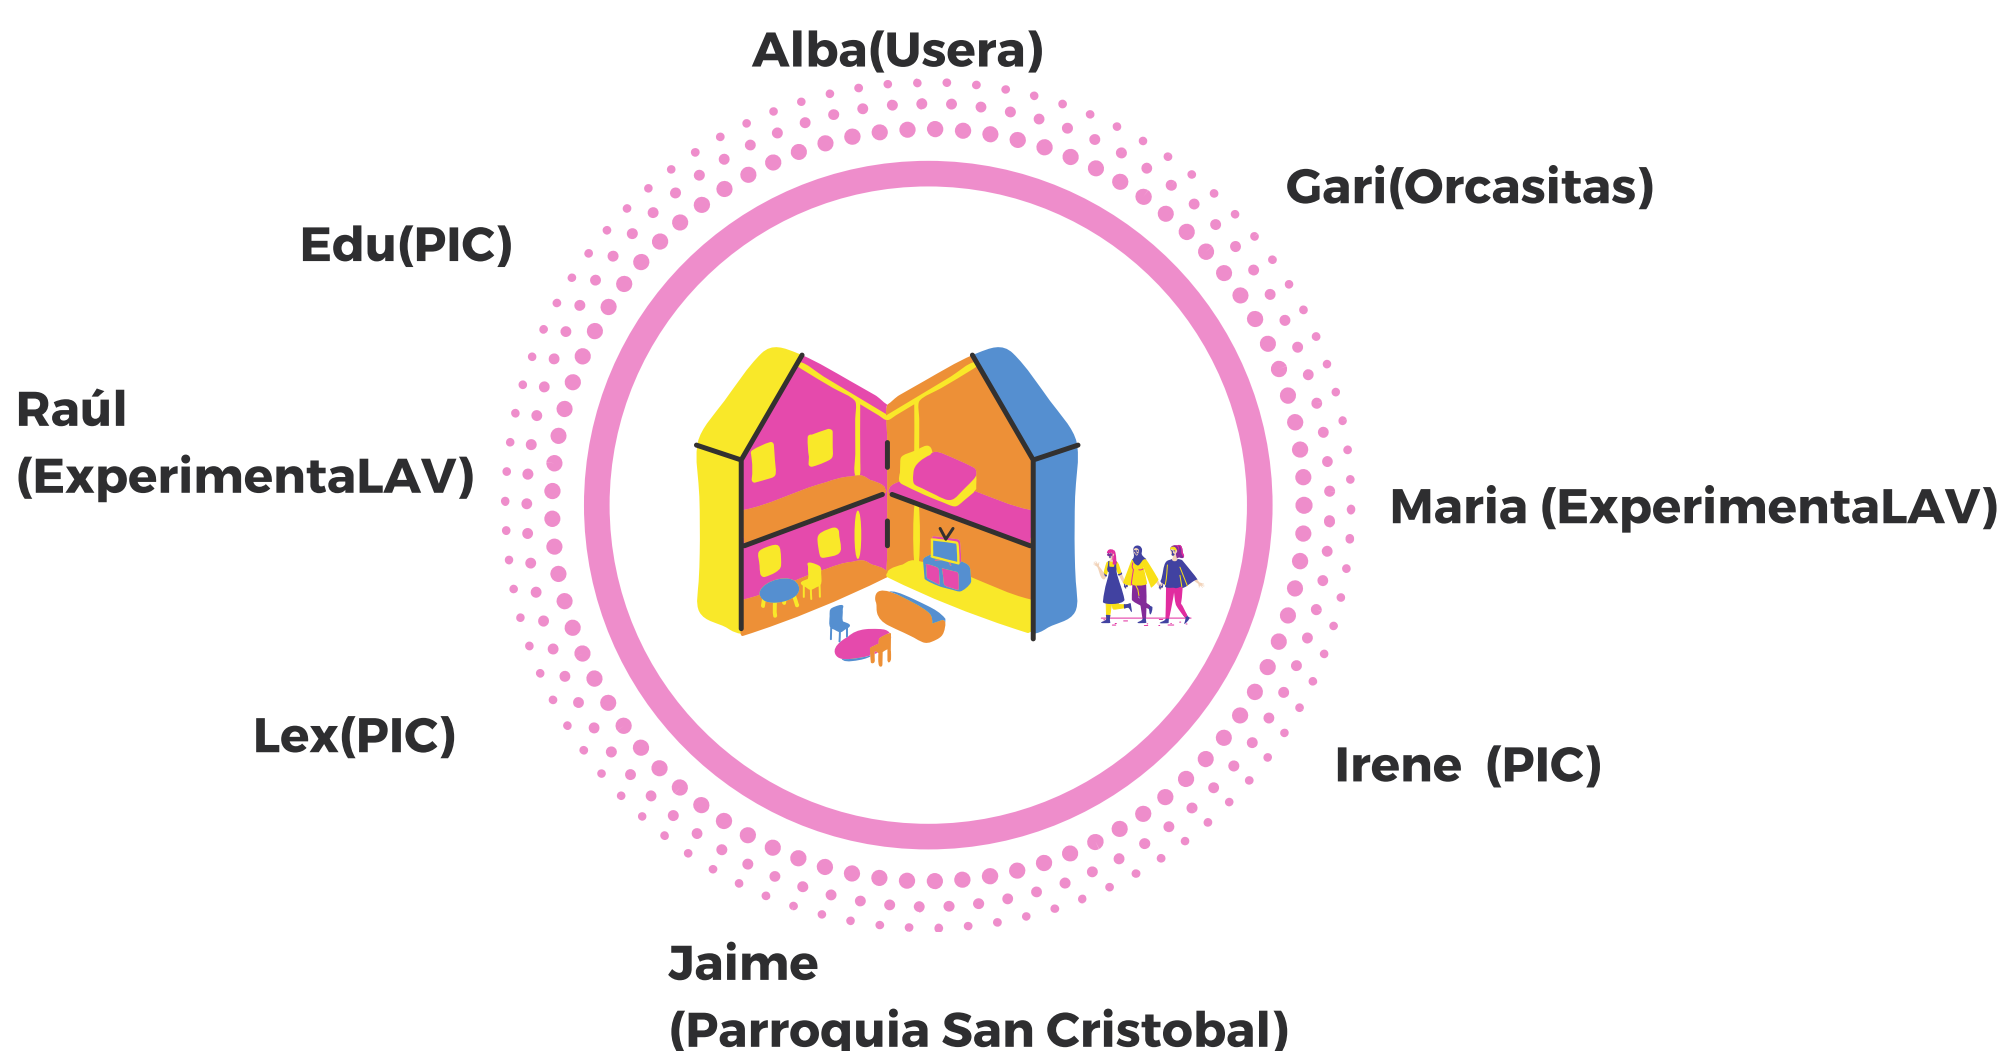 Alba(Usera)
Gari(Orcasitas)
Edu(PIC)
Raúl
(ExperimentaLAV)
Maria (ExperimentaLAV)
Lex(PIC)
Irene (PIC)
Jaime
(Parroquia San Cristobal)